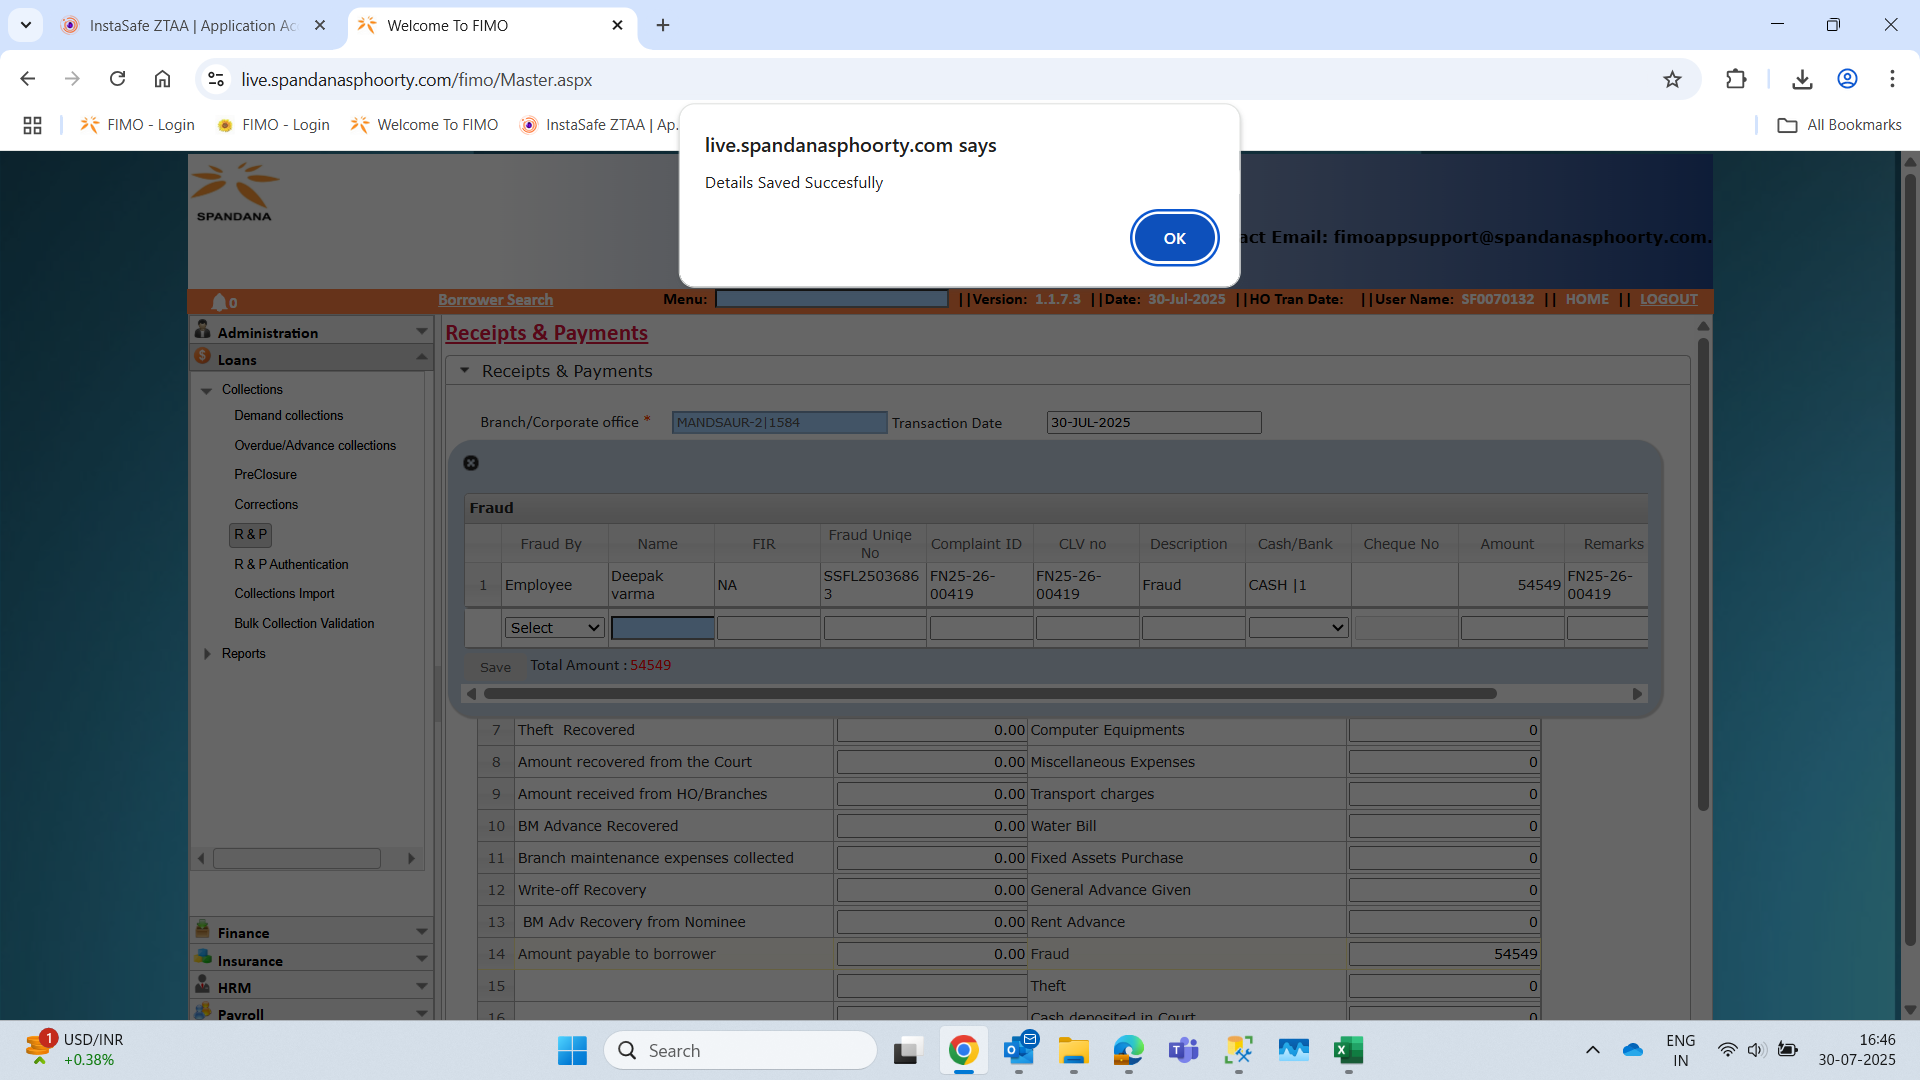 InstaSafe ZTAA | Application Acc
Welcome To FIMO
live.spandanasphoorty.com/fimo/Master.aspx
FIMO - Login
FIMO - Login
Welcome To FIMO
InstaSafe ZTAA | Ap
All Bookmarks
live.spandanasphoorty.com says
Details Saved Succesfully
OK
SPANDANA
act Email: fimoappsupport@spandanasphoorty.com.
0
Borrower Search
Menu:
||Version: 1.1.7.3 ||Date: 30-Jul-2025 ||HO Tran Date: ||User Name: SF0070132 || HOME || LOGOUT
Administration
Loans
Collections
Demand collections
Overdue/Advance collections
PreClosure
Corrections
R & P
R & P Authentication
Collections Import
Bulk Collection Validation
Reports
Finance
Insurance
HRM
Payroll
Receipts & Payments
Receipts & Payments
Branch/Corporate office * MANDSAUR-2|1584 Transaction Date 30-JUL-2025
Fraud
Fraud By Name FIR Fraud Uniqe No Complaint ID CLV no Description Cash/Bank Cheque No Amount Remarks
1 Employee Deepak varma NA SSFL25036863 FN25-26-00419 FN25-26-00419 Fraud CASH |1 54549 FN25-26-00419
Select
Save Total Amount : 54549
7 Theft  Recovered 0.00 Computer Equipments 0
8 Amount recovered from the Court 0.00 Miscellaneous Expenses 0
9 Amount received from HO/Branches 0.00 Transport charges 0
10 BM Advance Recovered 0.00 Water Bill 0
11 Branch maintenance expenses collected 0.00 Fixed Assets Purchase 0
12 Write-off Recovery 0.00 General Advance Given 0
13 BM Adv Recovery from Nominee 0.00 Rent Advance 0
14 Amount payable to borrower 0.00 Fraud 54549
15 Theft 0
16 Cash deposited in Court 0
1
USD/INR
+0.38%
Search
ENG
IN
16:46
30-07-2025